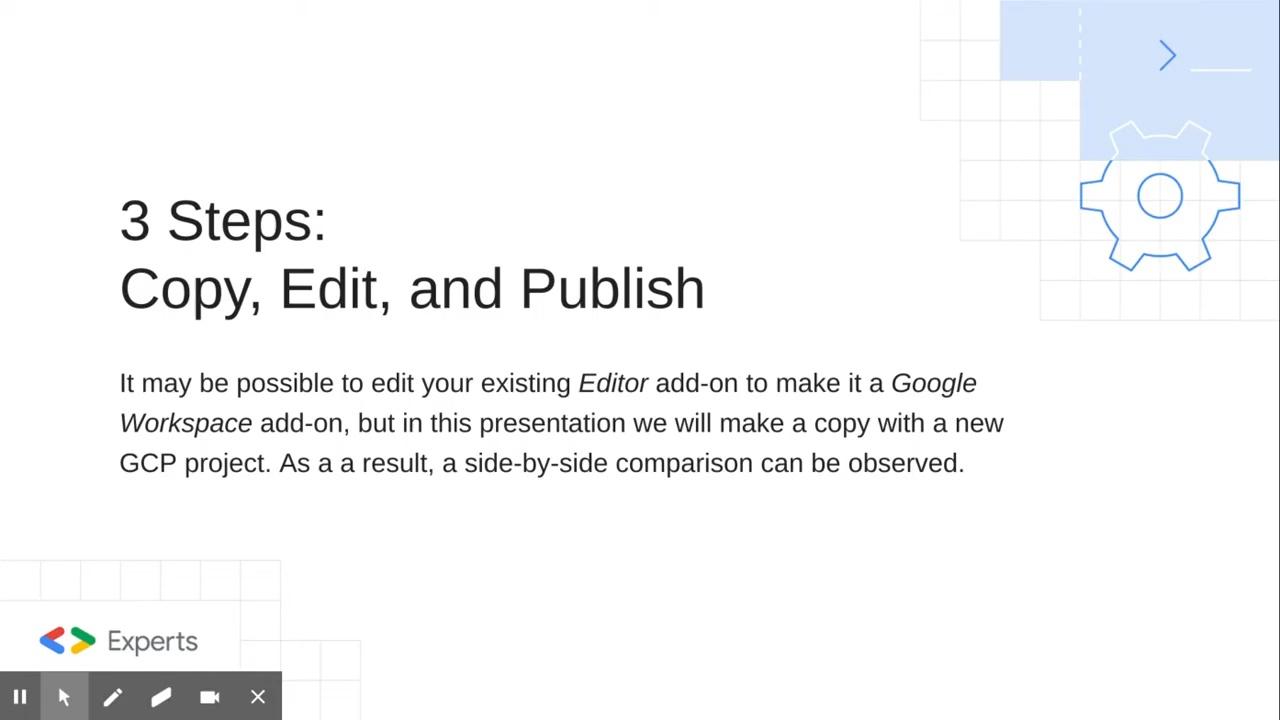 3 Steps:
Copy, Edit, and Publish
It may be possible to edit your existing Editor add-on to make it a Google
Workspace add-on, but in this presentation we will make a copy with a new
GCP project. As a a result, a side-by-side comparison can be observed.
Experts